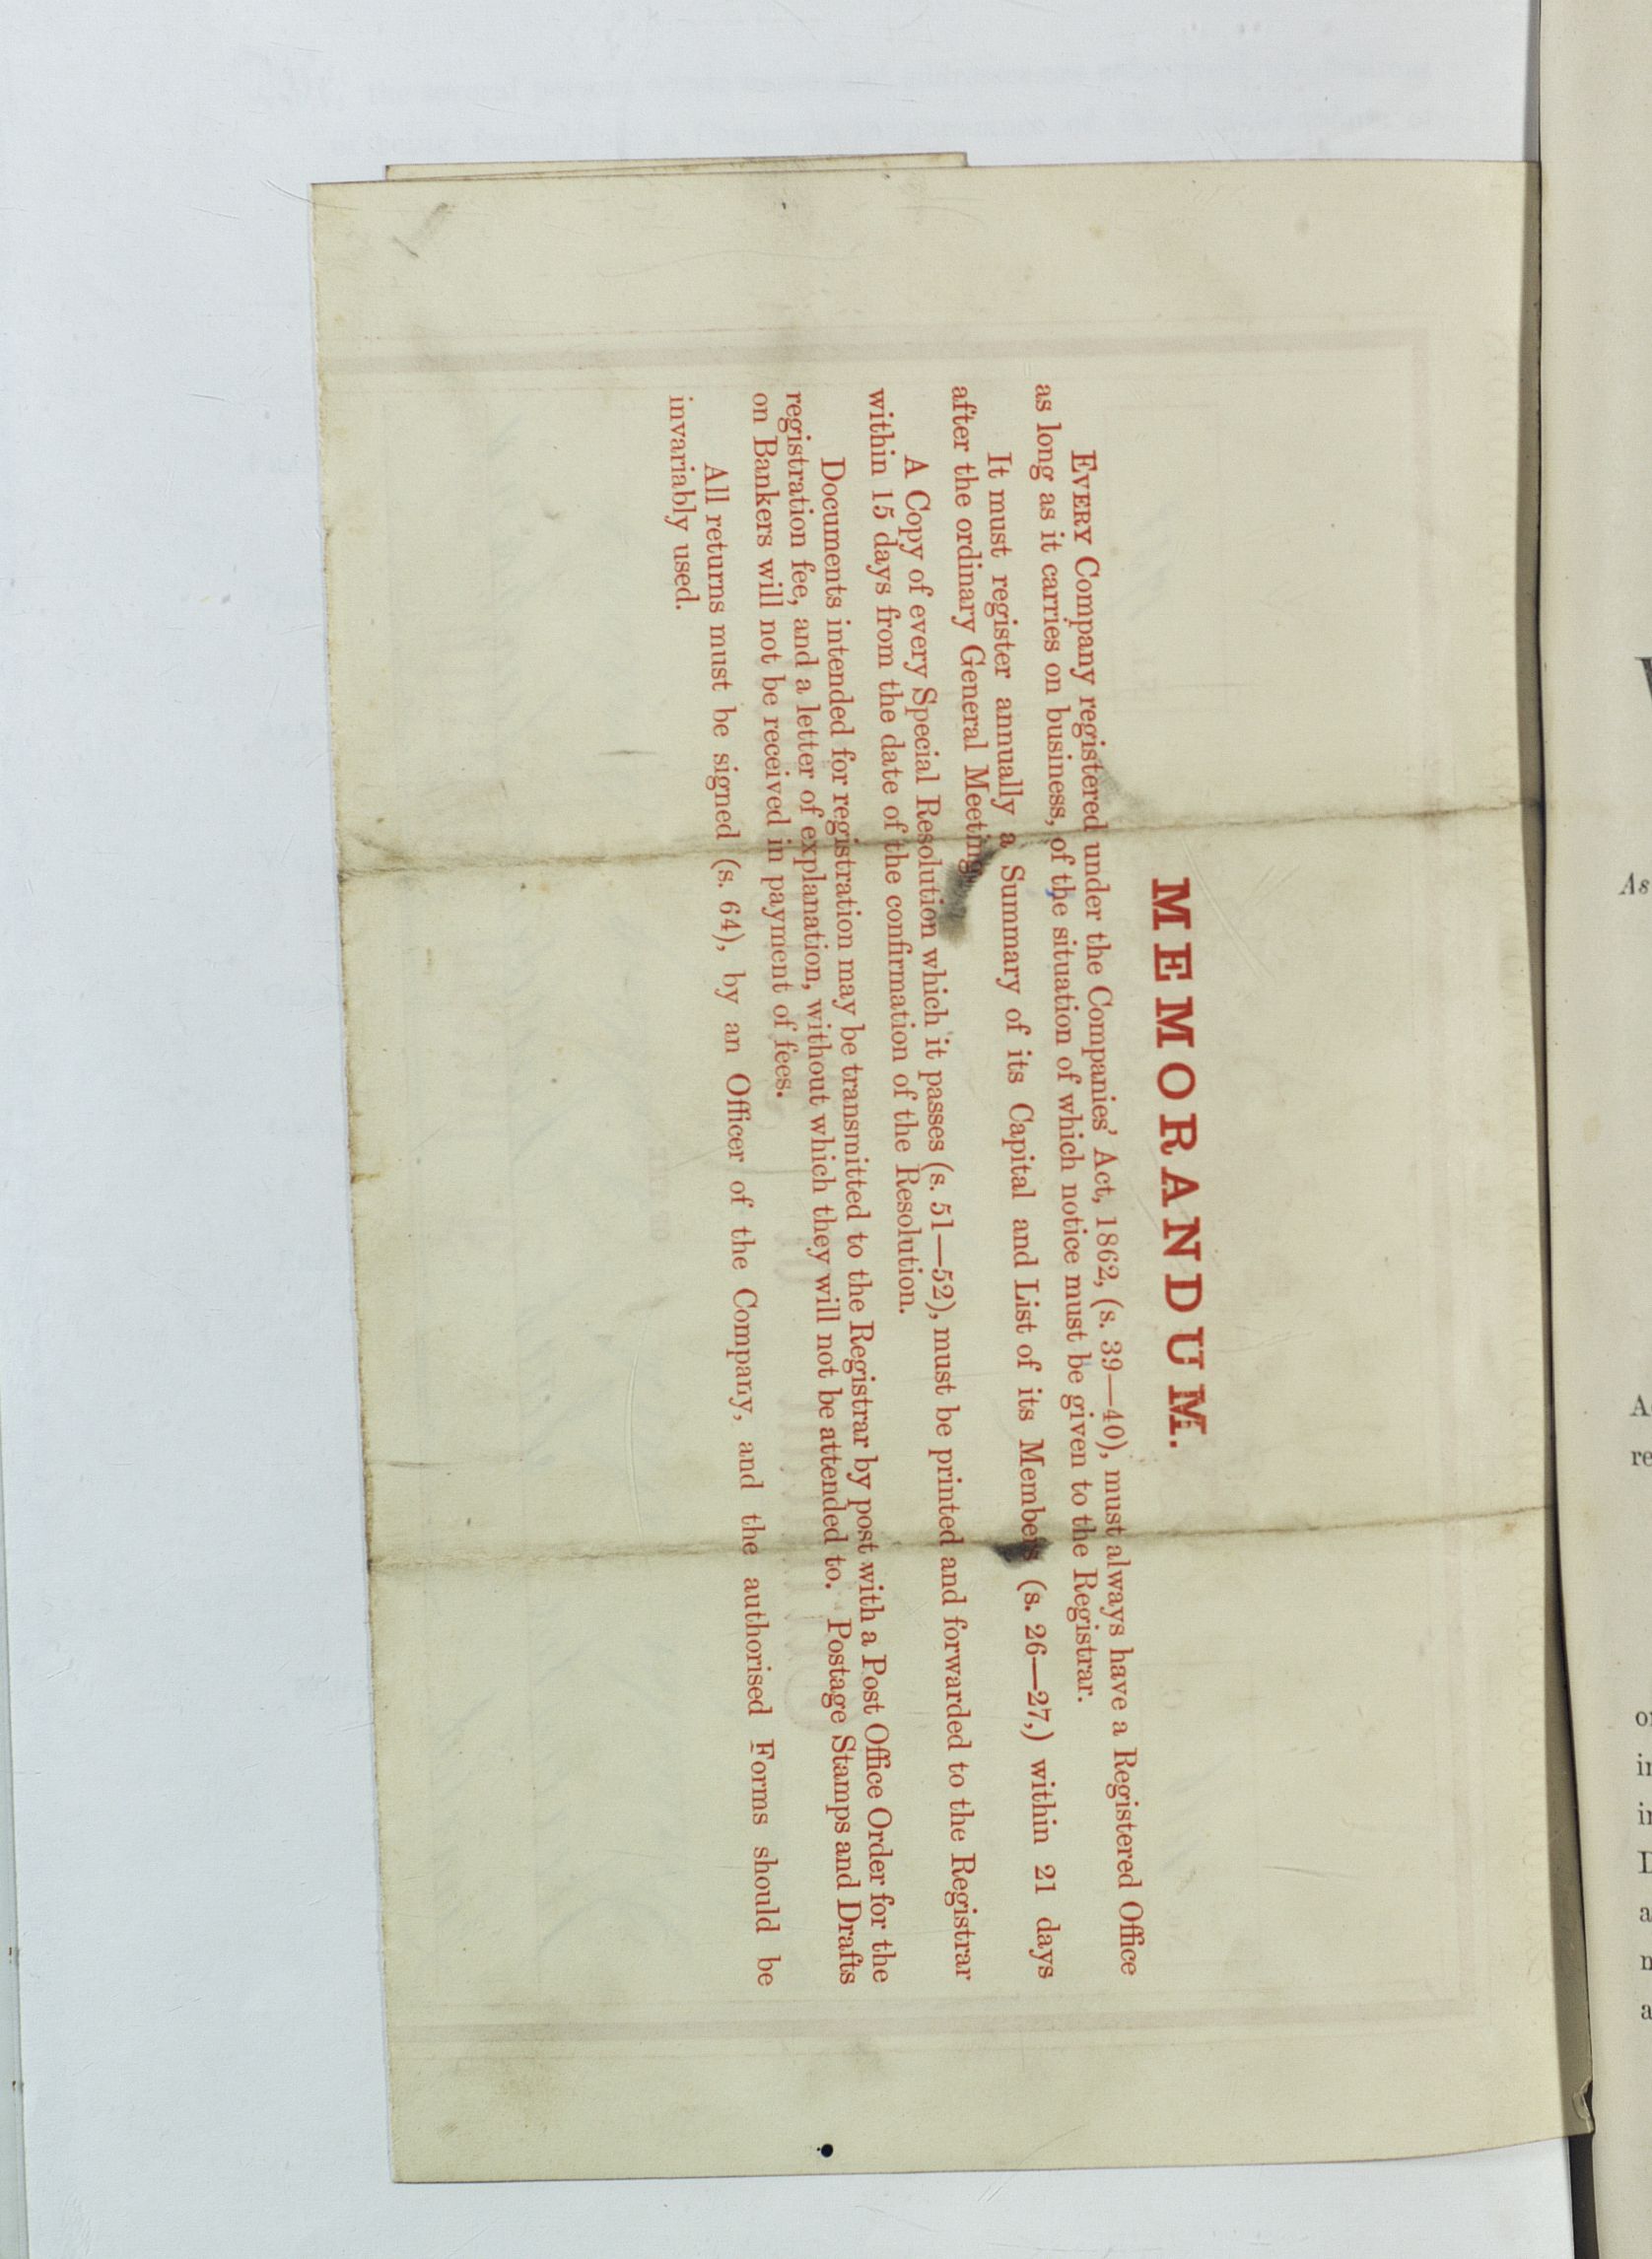 MEMORANDUM.
EVERY Company registered under the Companies' Act, 1862, (s. 39—40), must always have a Registered Office
as long as it carries on business, of the situation of which notice must be given to the Registrar.
It must register annually a Summary of its Capital and List of its Members (s. 26—27,) within 21 days
after the ordinary General Meeting.
A Copy of every Special Resolution which it passes (s. 51—52), must be printed and forwarded to the Registrar
within 15 days from the date of the confirmation of the Resolution.
Documents intended for registration may be transmitted to the Registrar by post with a Post Office Order for the
registration fee, and a letter of explanation, without which they will not be attended to. Postage Stamps and Drafts
on Bankers will not be received in payment of fees.
All returns must be signed (s. 64), by an Officer of the Company, and the authorised Forms should be
invariably used.
As
re
in
a
a